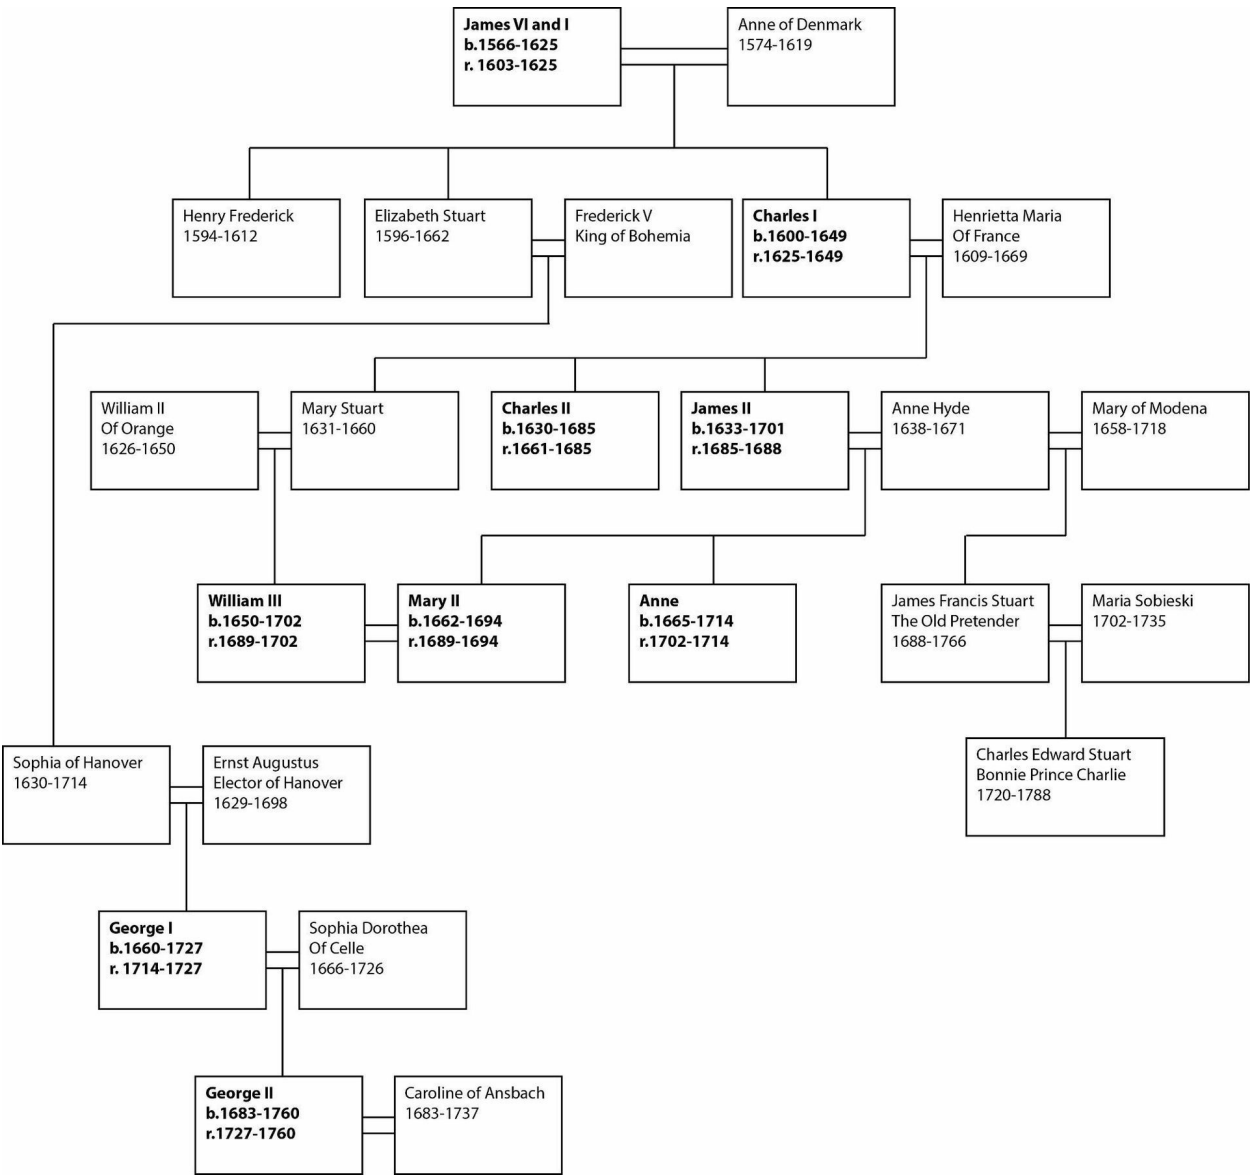 James VI and I
b.1566-1625
r. 1603-1625
Anne of Denmark
1574-1619
Henry Frederick
1594-1612
Elizabeth Stuart
1596-1662
Frederick V
King of Bohemia
Charles I
b.1600-1649
r.1625-1649
Henrietta Maria
Of France
1609-1669
William II
Of Orange
1626-1650
Mary Stuart
1631-1660
Charles II
b.1630-1685
r.1661-1685
James II
b.1633-1701
r.1685-1688
Anne Hyde
1638-1671
Mary of Modena
1658-1718
William III
b.1650-1702
r.1689-1702
Mary II
b.1662-1694
r.1689-1694
Anne
b.1665-1714
r.1702-1714
James Francis Stuart
The Old Pretender
1688-1766
Maria Sobieski
1702-1735
Sophia of Hanover
1630-1714
Ernst Augustus
Elector of Hanover
1629-1698
Charles Edward Stuart
Bonnie Prince Charlie
1720-1788
George I
b.1660-1727
r. 1714-1727
Sophia Dorothea
Of Celle
1666-1726
George II
b.1683-1760
r.1727-1760
Caroline of Ansbach
1683-1737